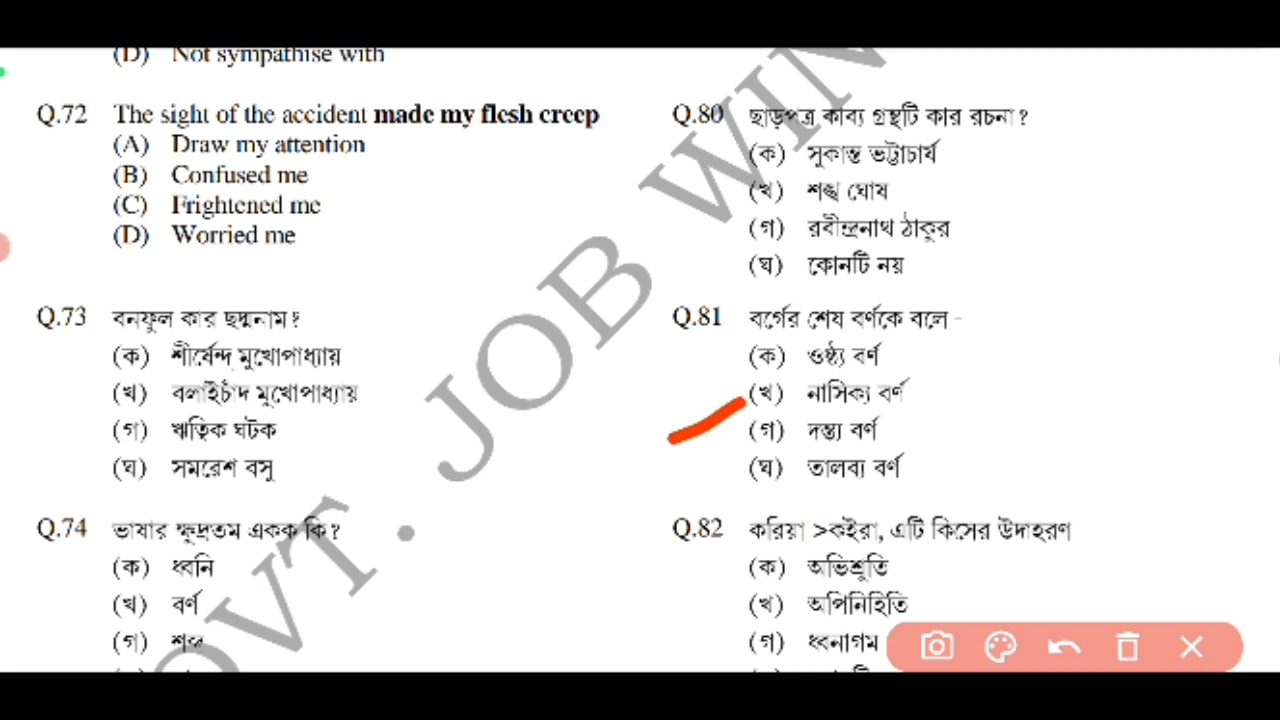 (D) Not sympathise with
Q.72 The sight of the accident made my flesh creep
(A) Draw my attention
(B) Confused me
(C) Frightened me
(D) Worried me
Q.73 বনফুল কার ছদ্মনাম?
(ক) শীর্ষেন্দু মুখোপাধ্যায়
(খ) বলাইচাঁদ মুখোপাধ্যায়
(গ) ঋত্বিক ঘটক
(ঘ) সমরেশ বসু
Q.74 ভাষার ক্ষুদ্রতম একক কি?
(ক) ধ্বনি
(খ) বর্ণ
(গ) শব্দ
Q.80 ছাড়পত্র কাব্য গ্রন্থটি কার রচনা?
(ক) সুকান্ত ভট্টাচার্য
(খ) শঙ্খ ঘোষ
(গ) রবীন্দ্রনাথ ঠাকুর
(ঘ) কোনটি নয়
Q.81 বর্গের শেষ বর্ণকে বলে -
(ক) ওষ্ঠ্য বর্ণ
(খ) নাসিক্য বর্ণ
(গ) দন্ত্য বর্ণ
(ঘ) তালব্য বর্ণ
Q.82 করিয়া >কইরা, এটি কিসের উদাহরণ
(ক) অভিশ্রুতি
(খ) অপিনিহিতি
(গ) ধ্বনাগম
OVT. JOB WIN